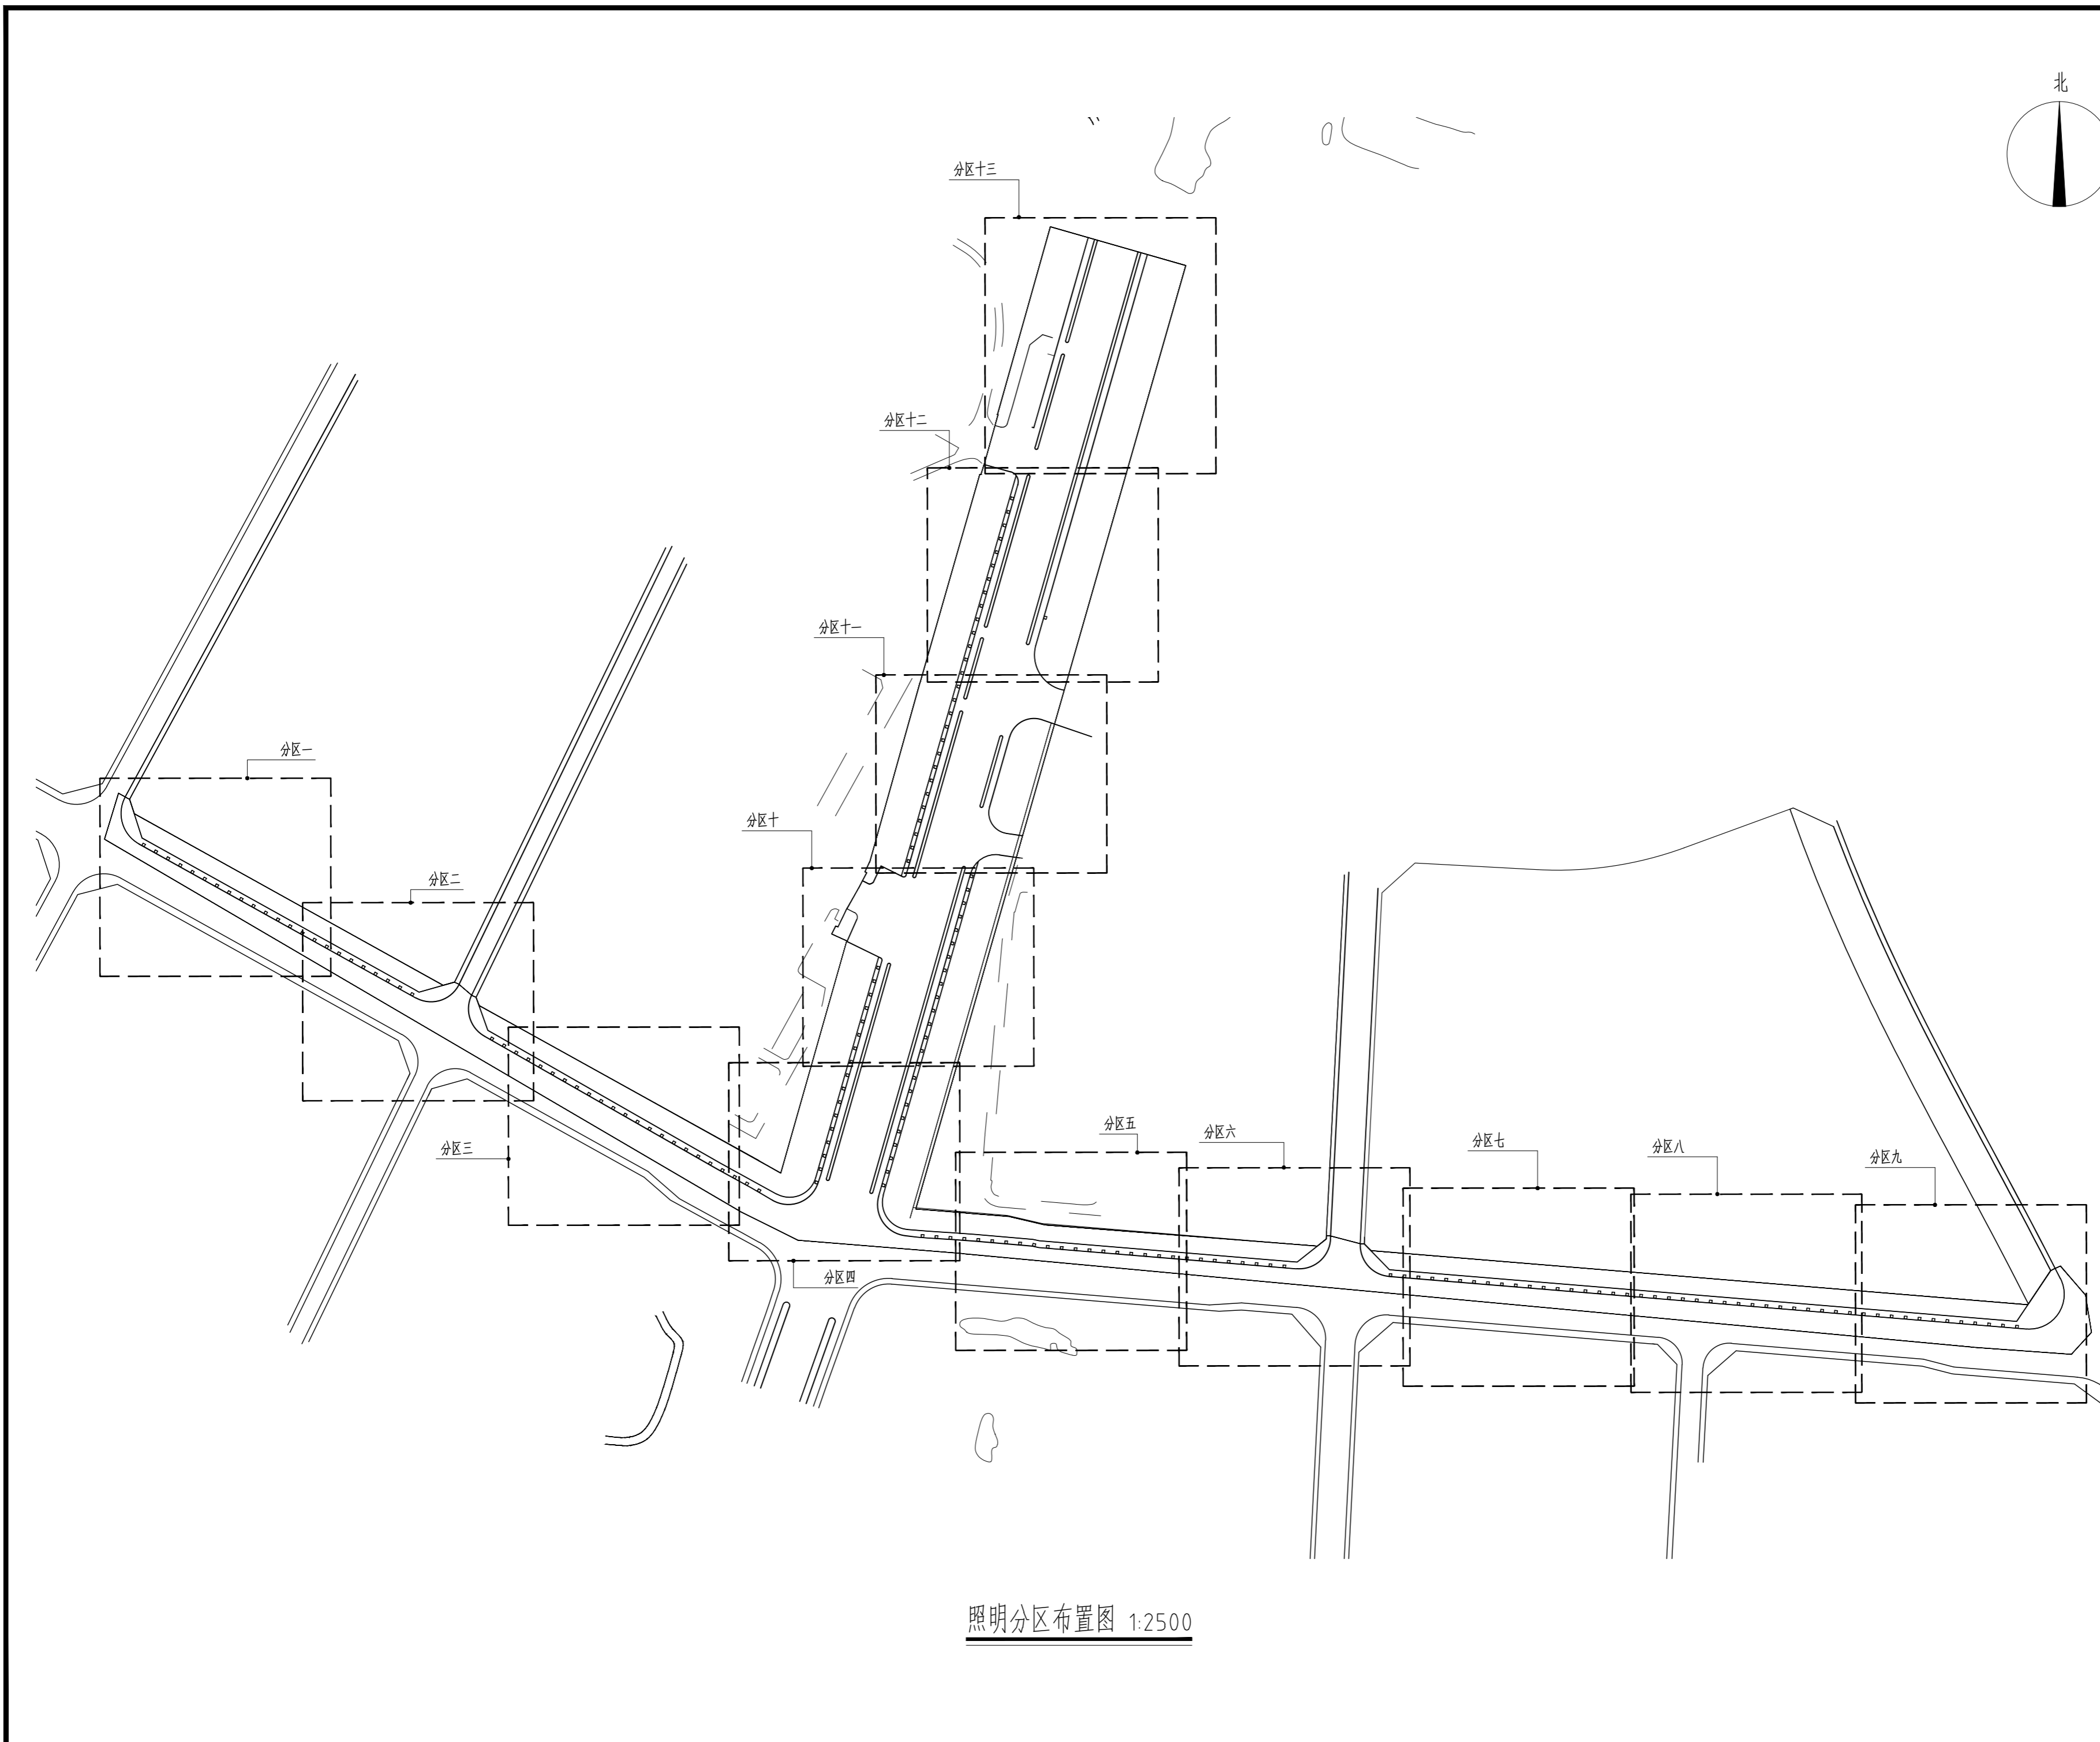 北
分区十三
分区十二
分区十一
分区一
分区十
分区二
分区五
分区六
分区七
分区三
分区八
分区九
分区四
照明分区布置图 1:2500